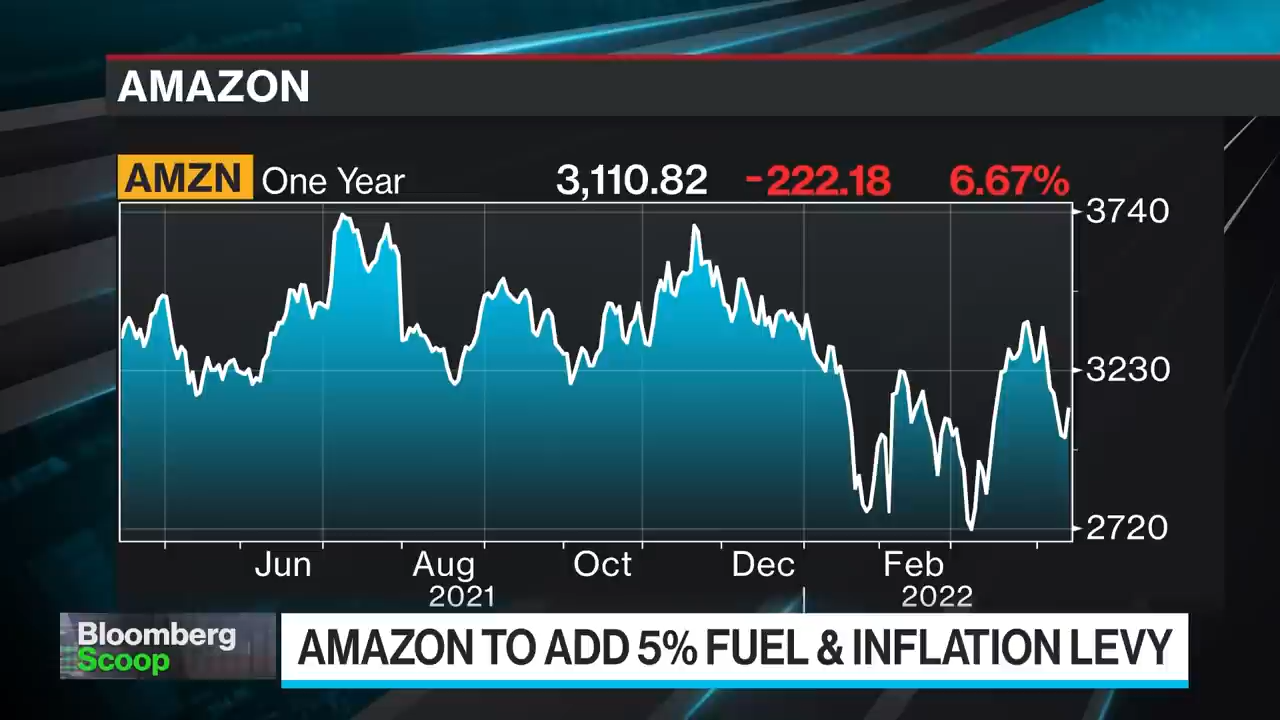 AMAZON
AMZN One Year 3,110.82 -222.18 6.67%
3740
3230
2720
Jun Aug Oct Dec Feb
2021 2022
Bloomberg
Scoop
AMAZON TO ADD 5% FUEL & INFLATION LEVY